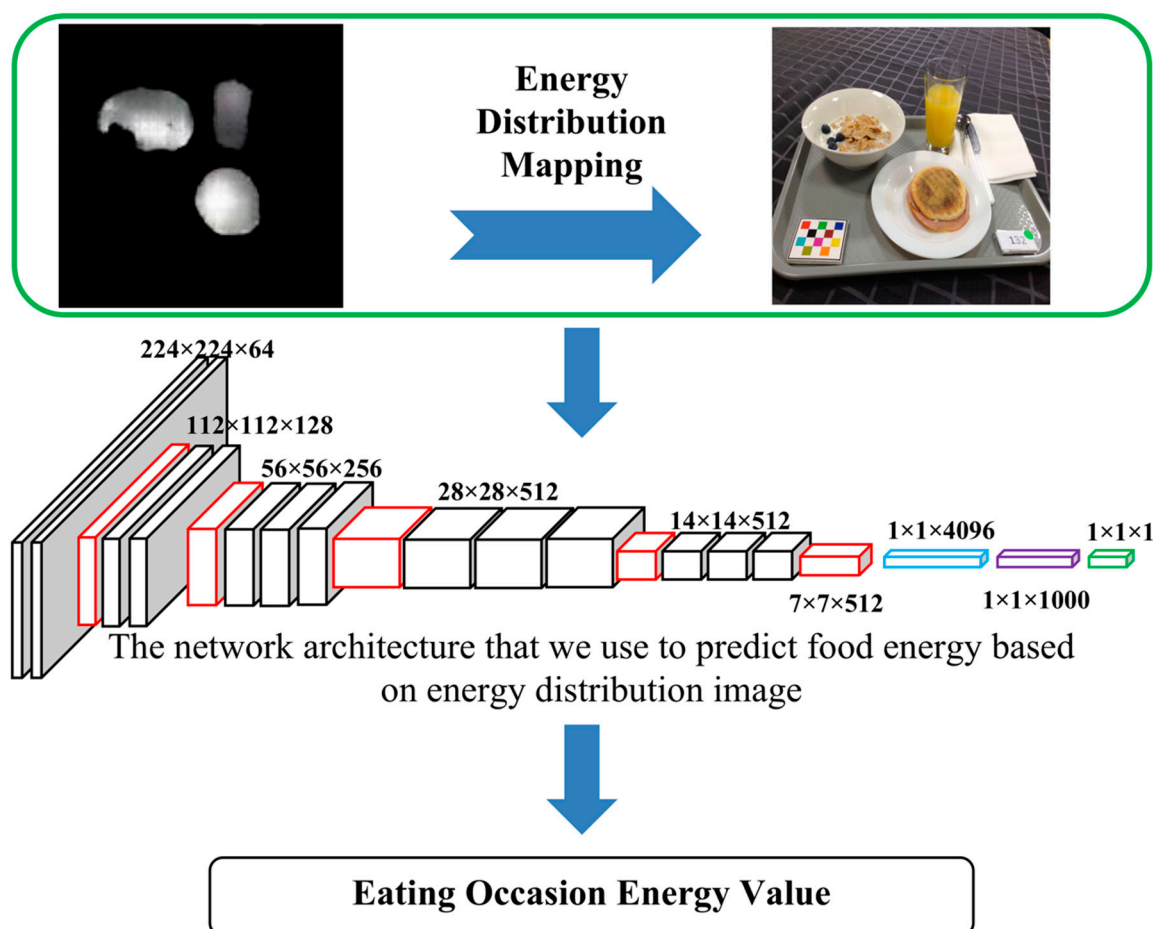 Energy
Distribution
Mapping
132
224×224×64
112×112×128
56×56×256
28×28×512
14×14×512
1×1×4096
1×1×1
7×7×512
1×1×1000
The network architecture that we use to predict food energy based
on energy distribution image
Eating Occasion Energy Value